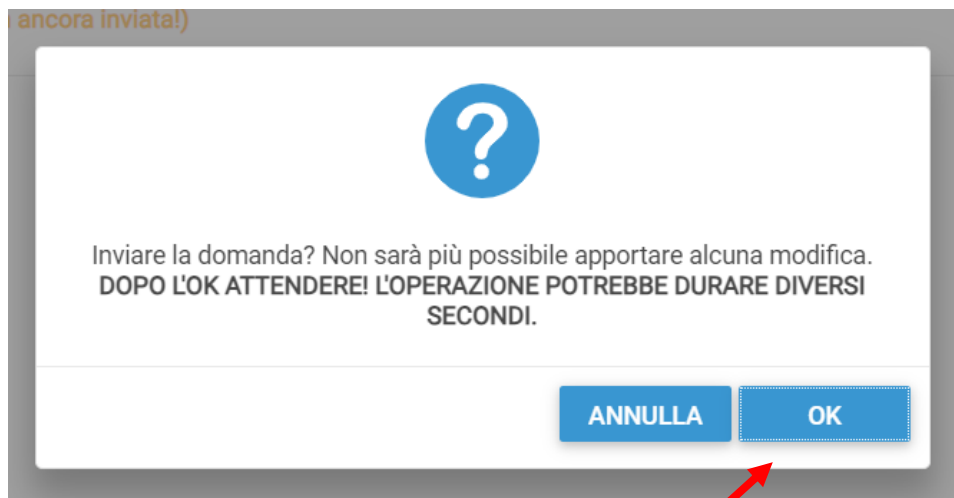 ancora inviata!)
?
Inviare la domanda? Non sarà più possibile apportare alcuna modifica.
DOPO L'OK ATTENDERE! L'OPERAZIONE POTREBBE DURARE DIVERSI
SECONDI.
ANNULLA
OK